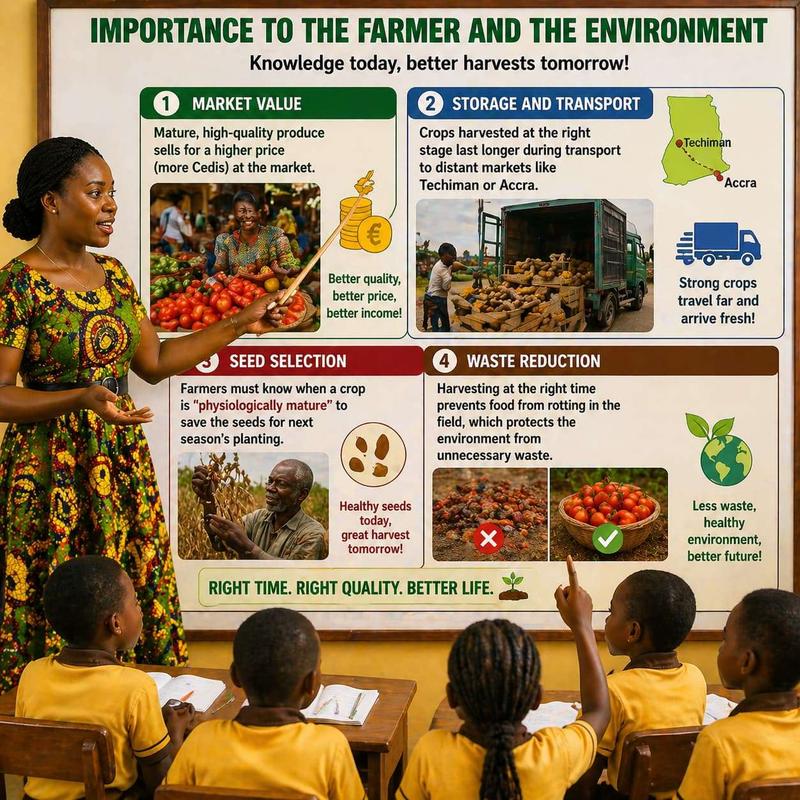 IMPORTANCE TO THE FARMER AND THE ENVIRONMENT
Knowledge today, better harvests tomorrow!
1 MARKET VALUE
Mature, high-quality produce
sells for a higher price
(more Cedis) at the market.
€
Better quality,
better price,
better income!
2 STORAGE AND TRANSPORT
Crops harvested at the right
stage last longer during transport
to distant markets like
Techiman or Accra.
Techiman
Accra
Strong crops
travel far and
arrive fresh!
3 SEED SELECTION
Farmers must know when a crop
is "physiologically mature" to
save the seeds for next
season's planting.
Healthy seeds
today,
great harvest
tomorrow!
4 WASTE REDUCTION
Harvesting at the right time
prevents food from rotting in the
field, which protects the
environment from
unnecessary waste.
Less waste,
healthy
environment,
better future!
RIGHT TIME. RIGHT QUALITY. BETTER LIFE.